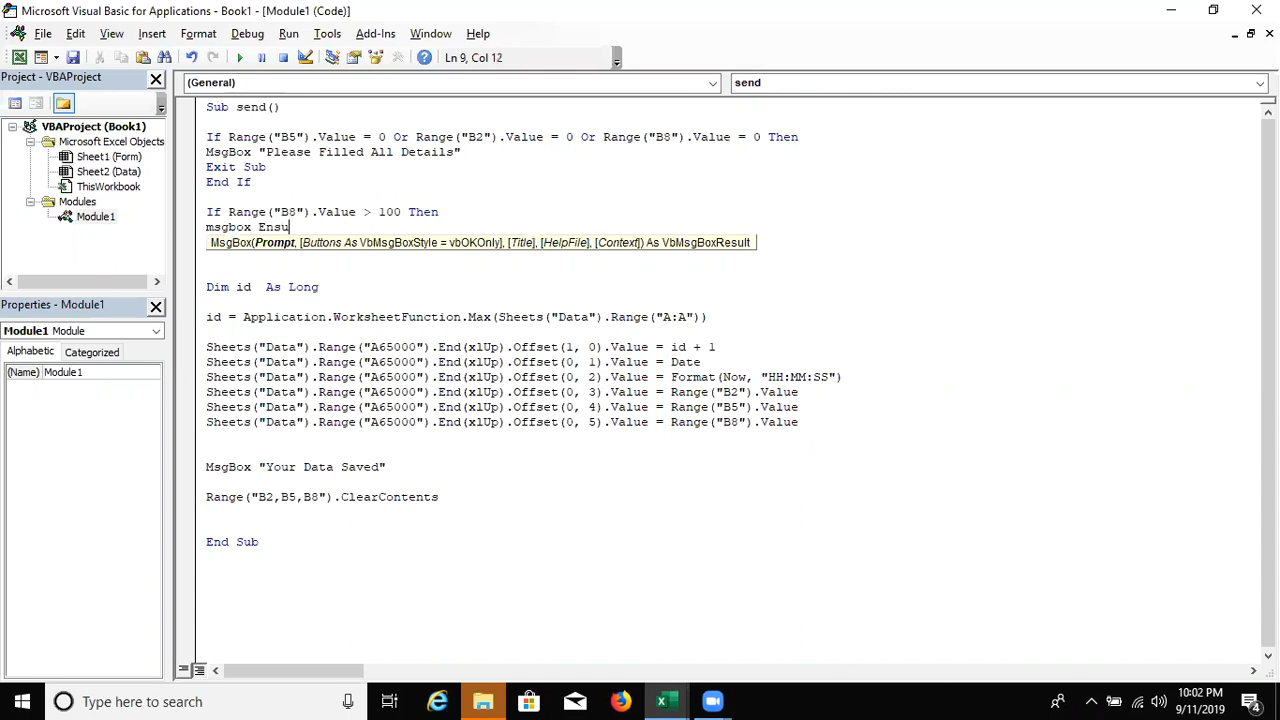 Microsoft Visual Basic for Applications - Book1 - [Module1 (Code)]
File Edit View Insert Format Debug Run Tools Add-Ins Window Help
Ln 9, Col 12
Project - VBAProject
(General) send
VBAProject (Book1)
Microsoft Excel Objects
Sheet1 (Form)
Sheet2 (Data)
ThisWorkbook
Modules
Module1
Properties - Module1
Module1 Module
Alphabetic Categorized
(Name) Module1
Sub send()
If Range("B5").Value = 0 Or Range("B2").Value = 0 Or Range("B8").Value = 0 Then
MsgBox "Please Filled All Details"
Exit Sub
End If
If Range("B8").Value > 100 Then
msgbox Ensu
MsgBox(Prompt, [Buttons As VbMsgBoxStyle = vbOKOnly], [Title], [HelpFile], [Context]) As VbMsgBoxResult
Dim id  As Long
id = Application.WorksheetFunction.Max(Sheets("Data").Range("A:A"))
Sheets("Data").Range("A65000").End(xlUp).Offset(1, 0).Value = id + 1
Sheets("Data").Range("A65000").End(xlUp).Offset(0, 1).Value = Date
Sheets("Data").Range("A65000").End(xlUp).Offset(0, 2).Value = Format(Now, "HH:MM:SS")
Sheets("Data").Range("A65000").End(xlUp).Offset(0, 3).Value = Range("B2").Value
Sheets("Data").Range("A65000").End(xlUp).Offset(0, 4).Value = Range("B5").Value
Sheets("Data").Range("A65000").End(xlUp).Offset(0, 5).Value = Range("B8").Value
MsgBox "Your Data Saved"
Range("B2,B5,B8").ClearContents
End Sub
Type here to search
10:02 PM
9/11/2019
4